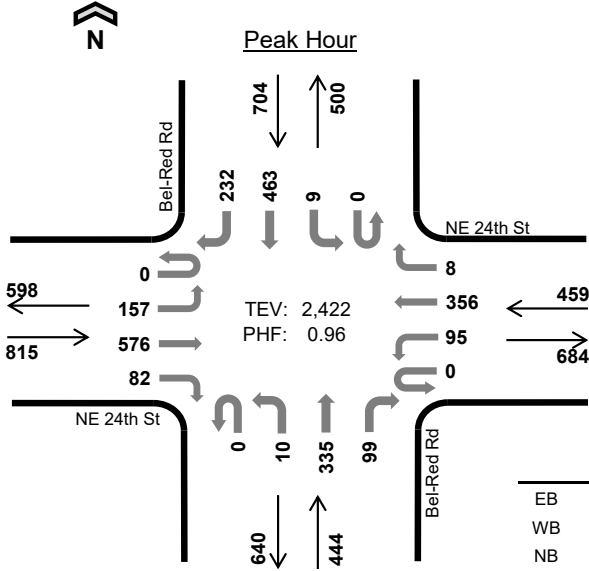 N
Peak Hour
704
500
Bel-Red Rd
232
463
9
0
NE 24th St
0
157
576
82
TEV: 2,422
PHF: 0.96
8
356
95
0
598
815
459
684
NE 24th St
0
10
335
99
Bel-Red Rd
640
444
EB
WB
NB